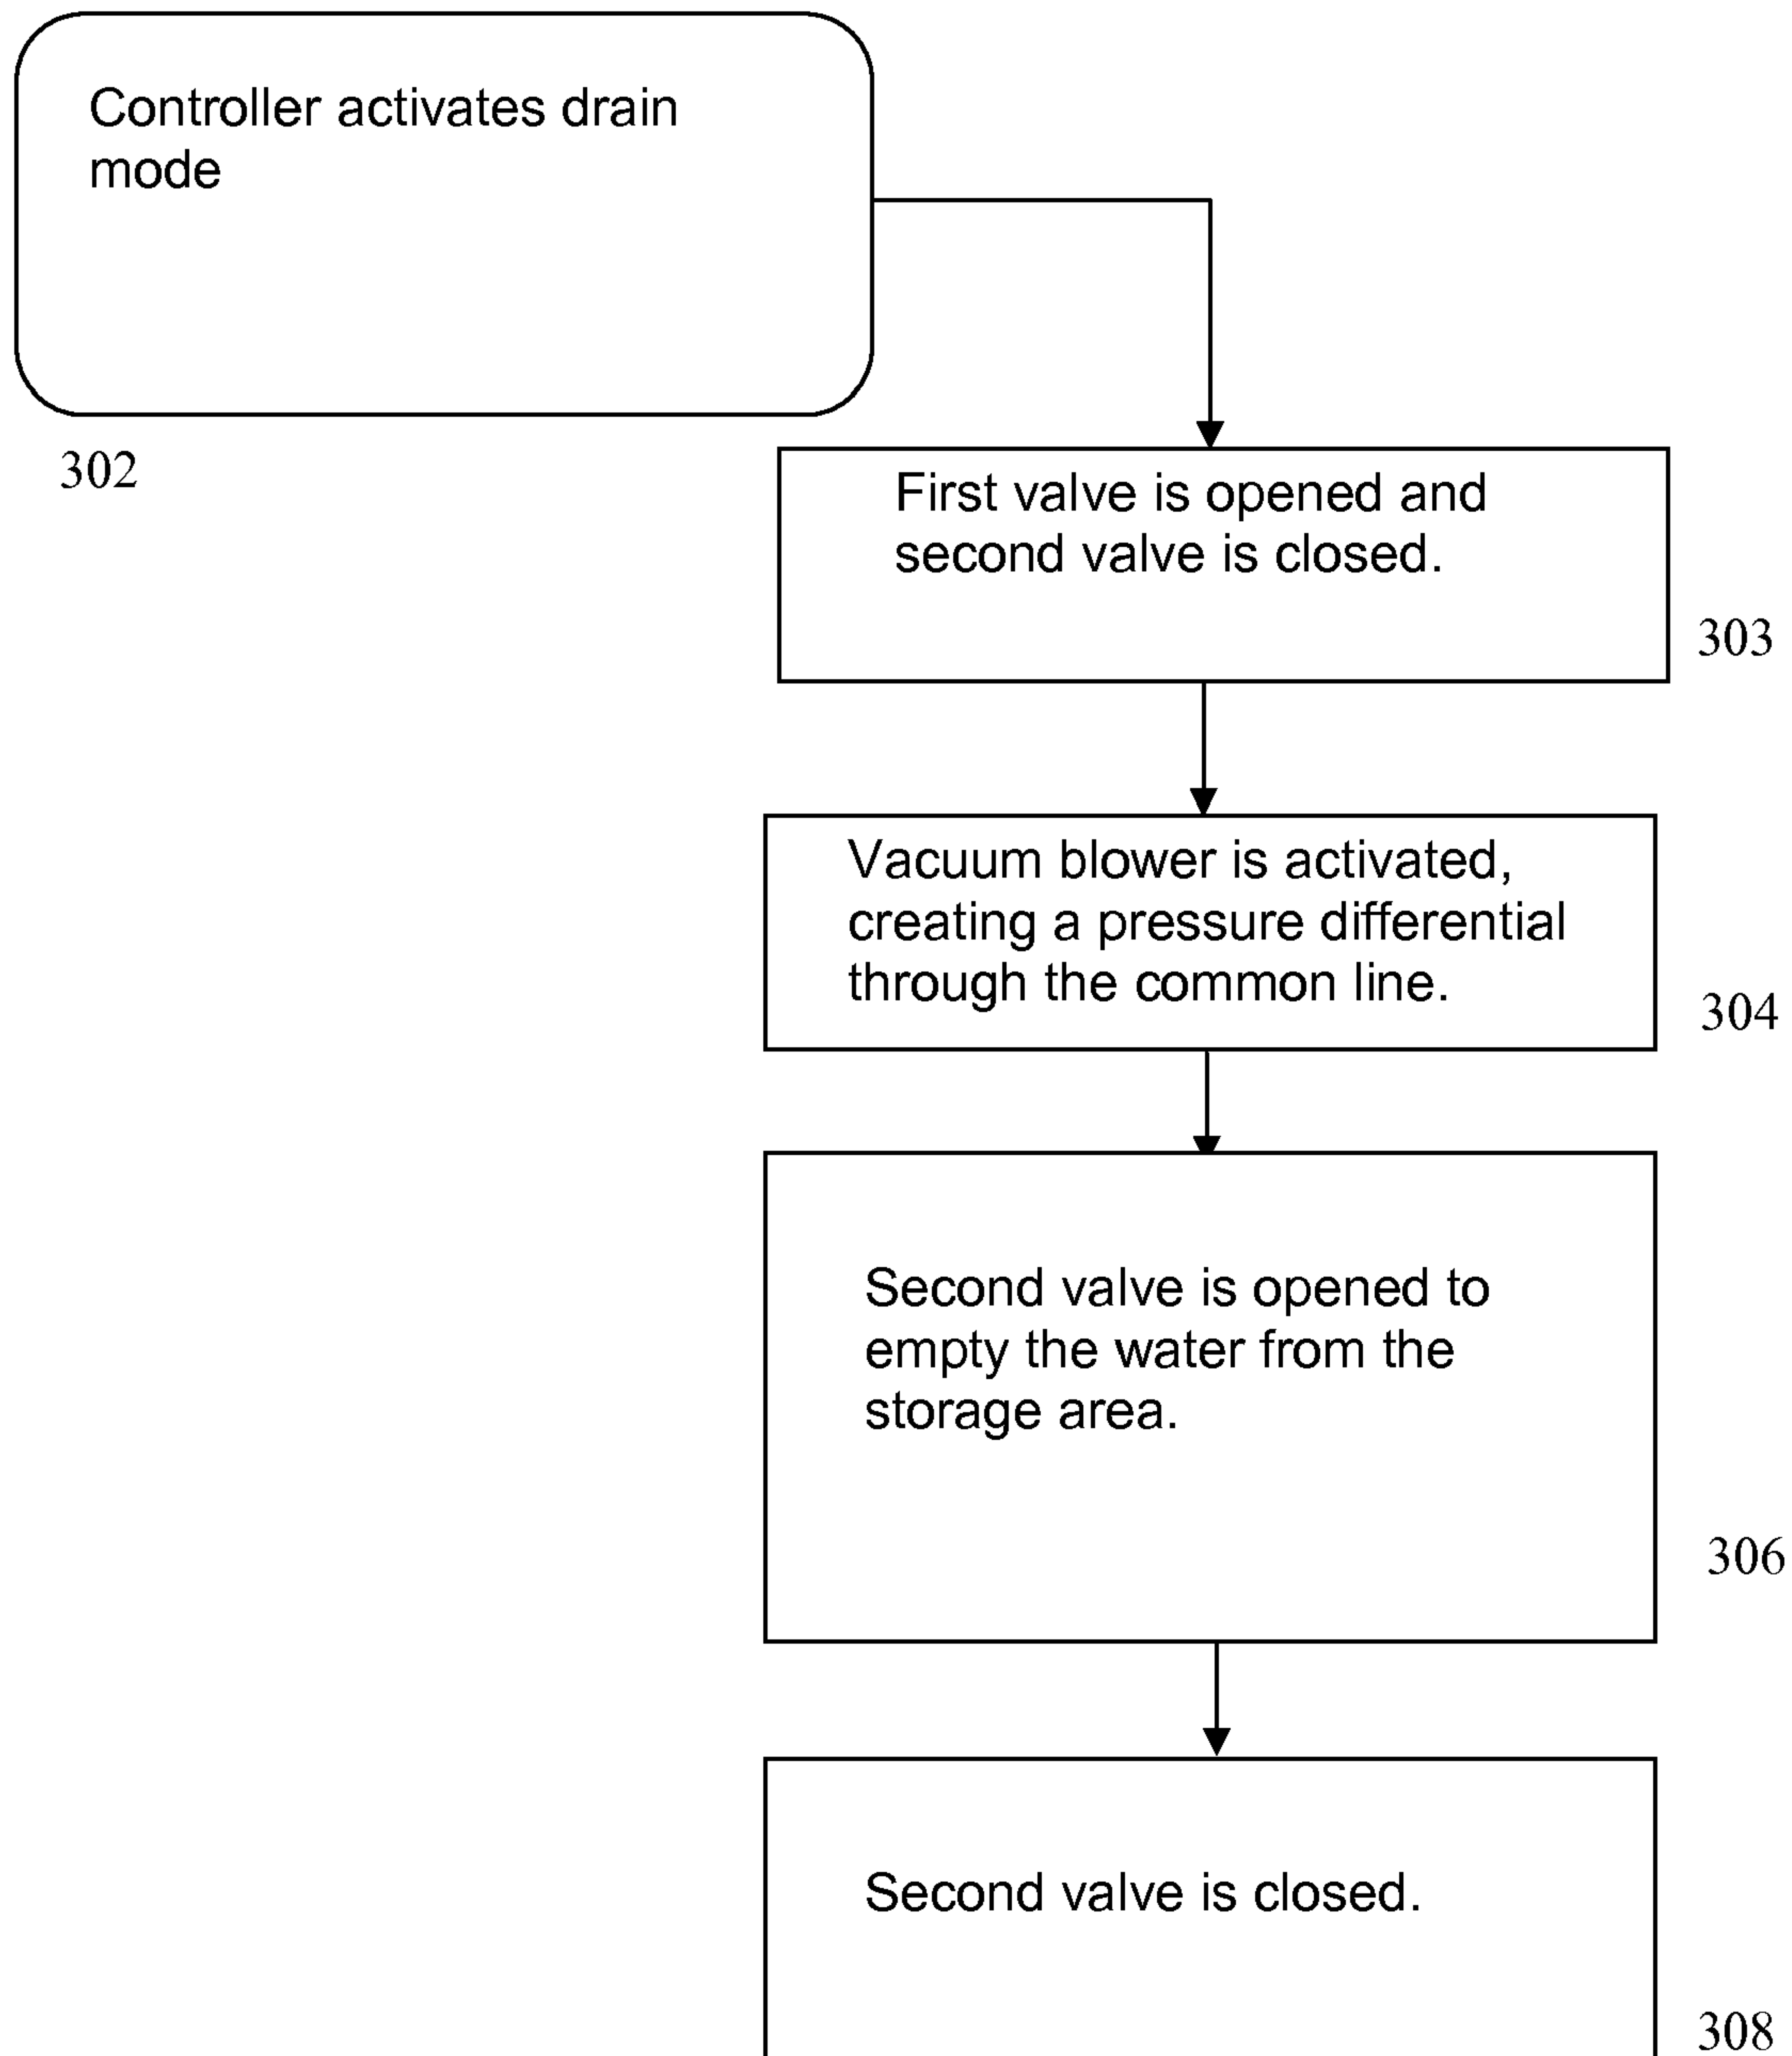 Controller activates drain
mode
302
First valve is opened and
second valve is closed.
303
Vacuum blower is activated,
creating a pressure differential
through the common line.
304
Second valve is opened to
empty the water from the
storage area.
306
Second valve is closed.
308